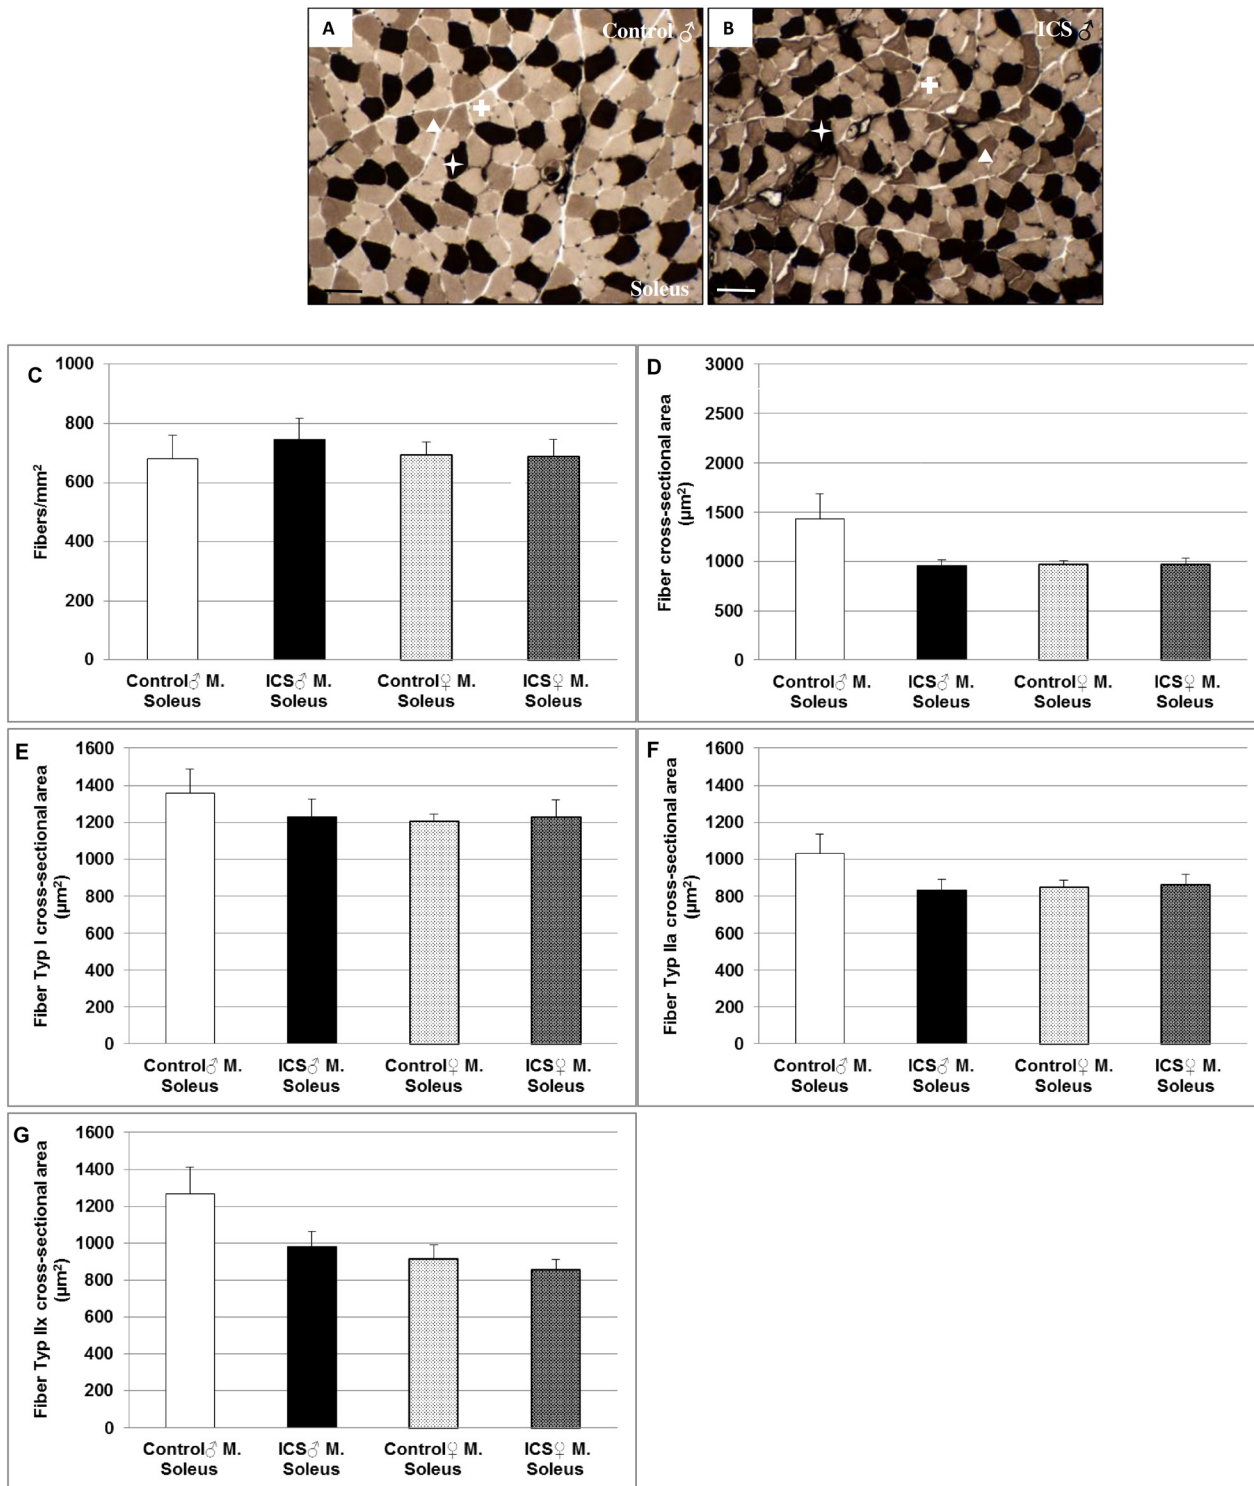 A
Control ♂
Soleus
B
ICS ♂
C
Fibers/mm²
1000
800
600
400
200
0
Control♂ M.
Soleus
ICS♂ M.
Soleus
Control♀ M.
Soleus
ICS♀ M.
Soleus
D
Fiber cross-sectional area
(µm²)
3000
2500
2000
1500
1000
500
0
Control♂ M.
Soleus
ICS♂ M.
Soleus
Control♀ M.
Soleus
ICS♀ M.
Soleus
E
Fiber Typ I cross-sectional area
(µm²)
1600
1400
1200
1000
800
600
400
200
0
Control♂ M.
Soleus
ICS♂ M.
Soleus
Control♀ M.
Soleus
ICS♀ M.
Soleus
F
Fiber Typ IIa cross-sectional area
(µm²)
1600
1400
1200
1000
800
600
400
200
0
Control♂ M.
Soleus
ICS♂ M.
Soleus
Control♀ M.
Soleus
ICS♀ M.
Soleus
G
Fiber Typ IIx cross-sectional area
(µm²)
1600
1400
1200
1000
800
600
400
200
0
Control♂ M.
Soleus
ICS♂ M.
Soleus
Control♀ M.
Soleus
ICS♀ M.
Soleus